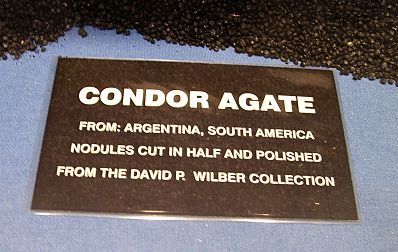 CONDOR AGATE
FROM: ARGENTINA, SOUTH AMERICA
NODULES CUT IN HALF AND POLISHED
FROM THE DAVID P. WILBER COLLECTION